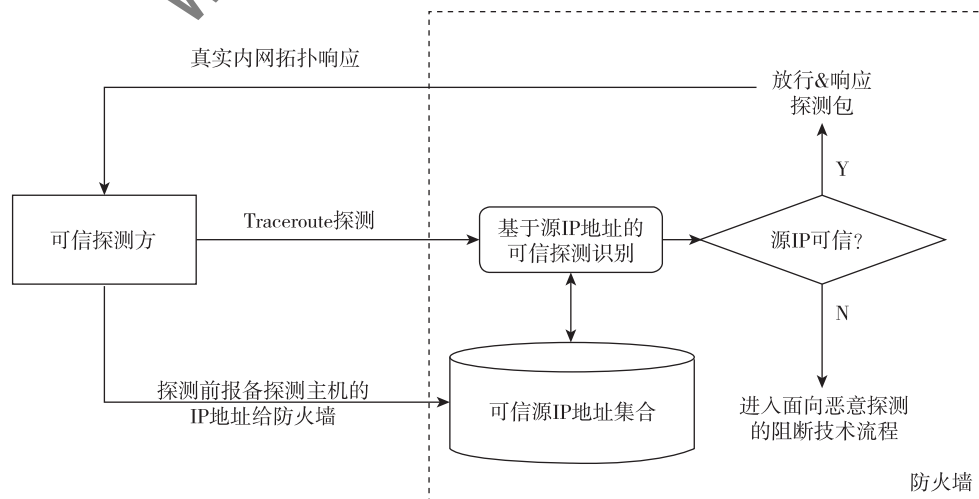 真实内网拓扑响应
放行&响应
探测包
Y
可信探测方
Traceroute探测
基于源IP地址的
可信探测识别
源IP可信?
N
探测前报备探测主机的
IP地址给防火墙
可信源IP地址集合
进入面向恶意探测
的阻断技术流程
防火墙